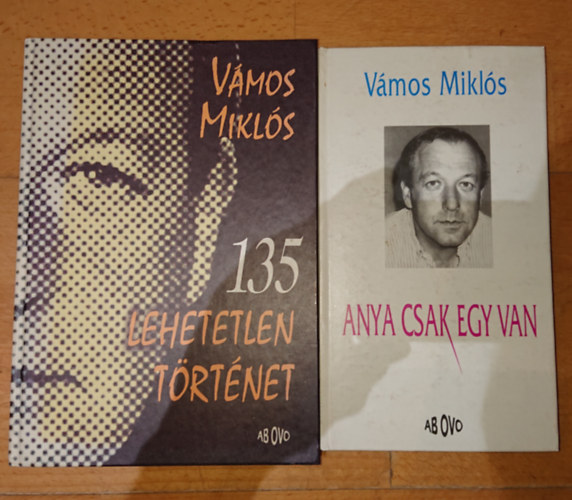 VÁMOS
MIKLÓS
135
LEHETETLEN
TÖRTÉNET
AB OVO
Vámos Miklós
ANYA CSAK EGY VAN
AB OVO